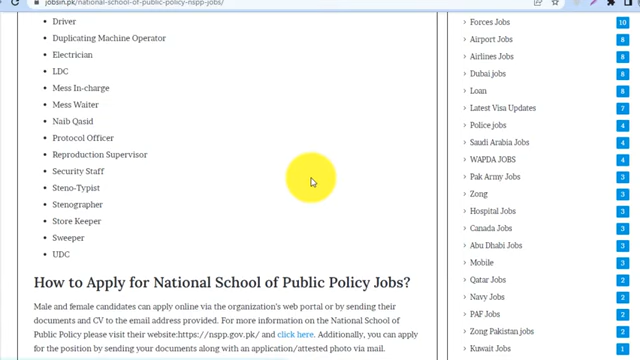 jobsin.pk/national-school-of-public-policy-nspp-jobs/
Driver
Duplicating Machine Operator
Electrician
LDC
Mess In-charge
Mess Waiter
Naib Qasid
Protocol Officer
Reproduction Supervisor
Security Staff
Steno-Typist
Stenographer
Store Keeper
Sweeper
UDC
How to Apply for National School of Public Policy Jobs?
Male and female candidates can apply online via the organization's web portal or by sending their
documents and CV to the email address provided. For more information on the National School of
Public Policy please visit their website:https://nspp.gov.pk/ and click here. Additionally, you can apply
for the position by sending your documents along with an application/attested photo via mail.
Forces Jobs 10
Airport Jobs 8
Airlines Jobs 8
Dubai jobs 8
Loan 8
Latest Visa Updates 7
Police jobs 4
Saudi Arabia Jobs 4
WAPDA JOBS 4
Pak Army Jobs 3
Zong 3
Hospital Jobs 3
Canada Jobs 3
Abu Dhabi Jobs 3
Mobile 3
Qatar Jobs 2
Navy Jobs 2
PAF Jobs 2
Zong Pakistan jobs 2
Kuwait Jobs 1